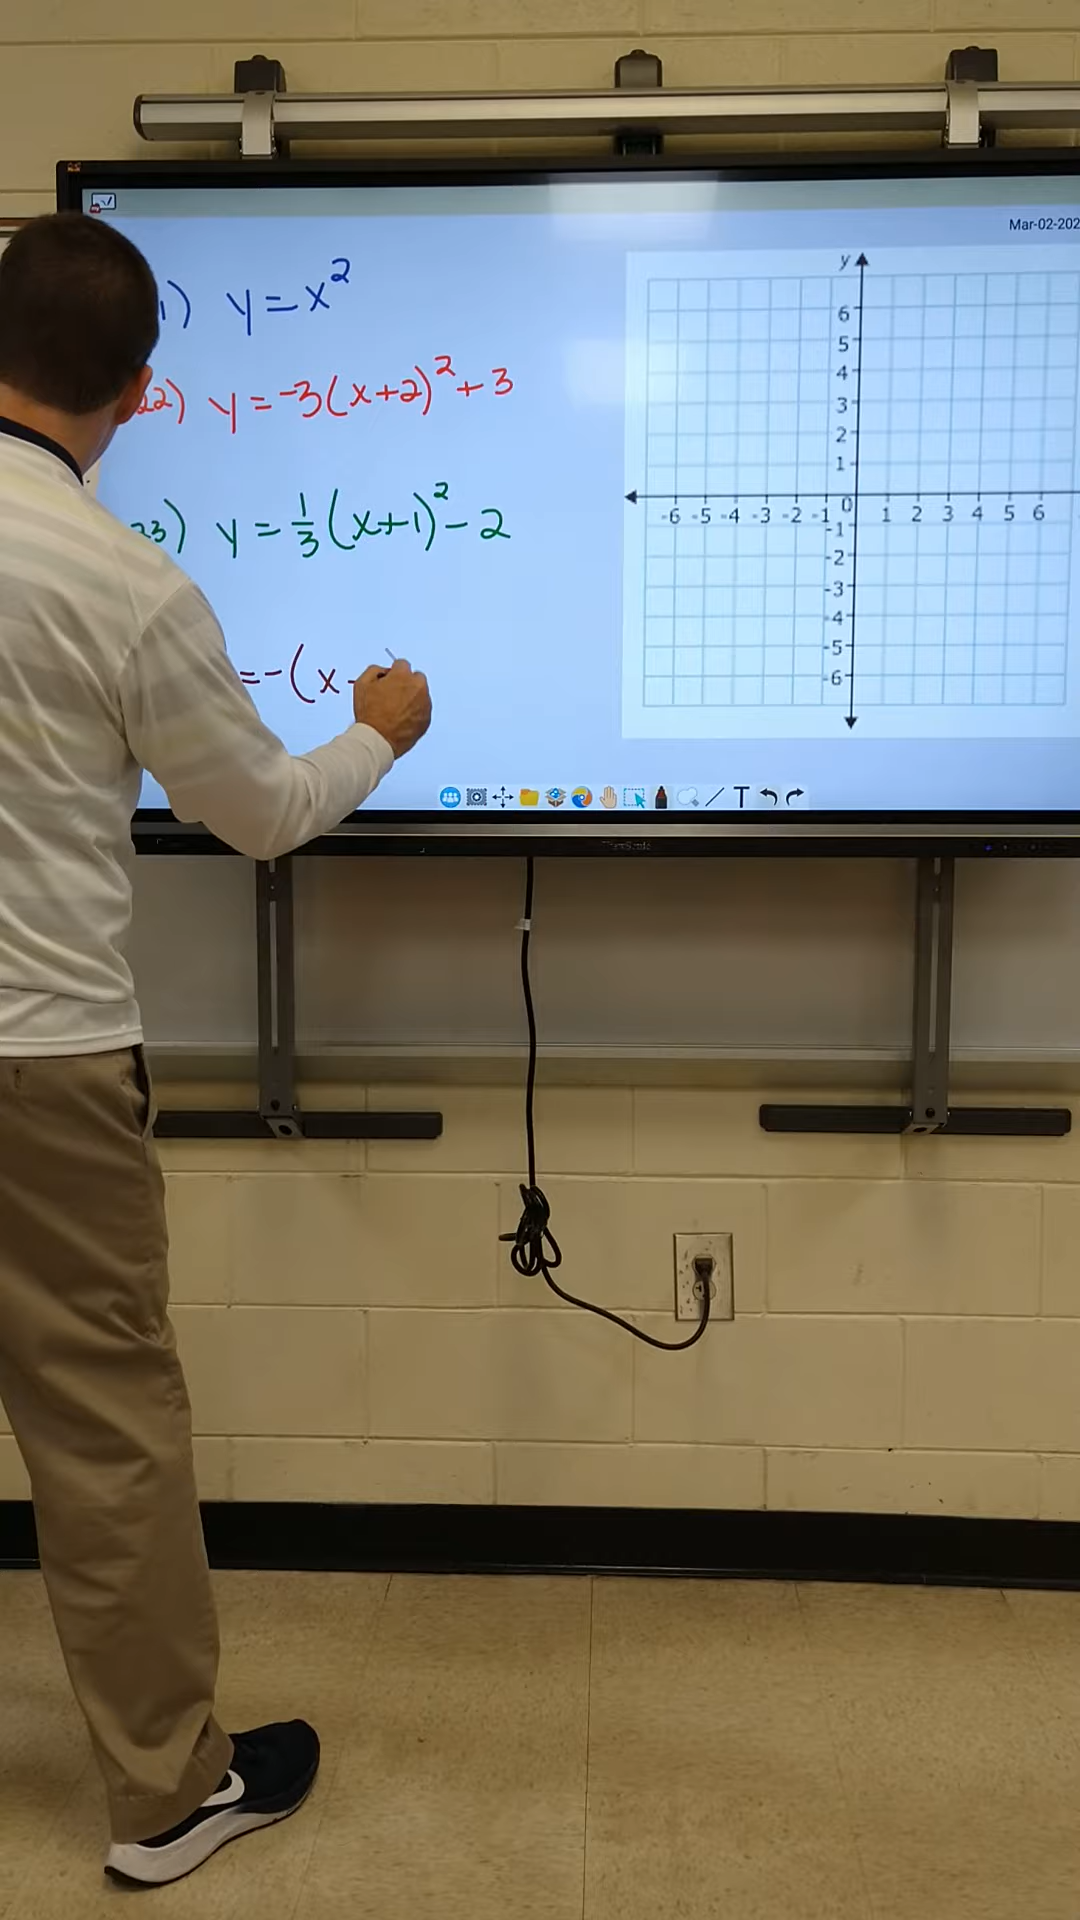 Mar-02-202
1) y = x²
22) y = -3(x+2)² + 3
23) y = 1/3 (x+1)² - 2
= -(x -
y
6
5
4
3
2
1
0
-6 -5 -4 -3 -2 -1 1 2 3 4 5 6
-1
-2
-3
-4
-5
-6
T